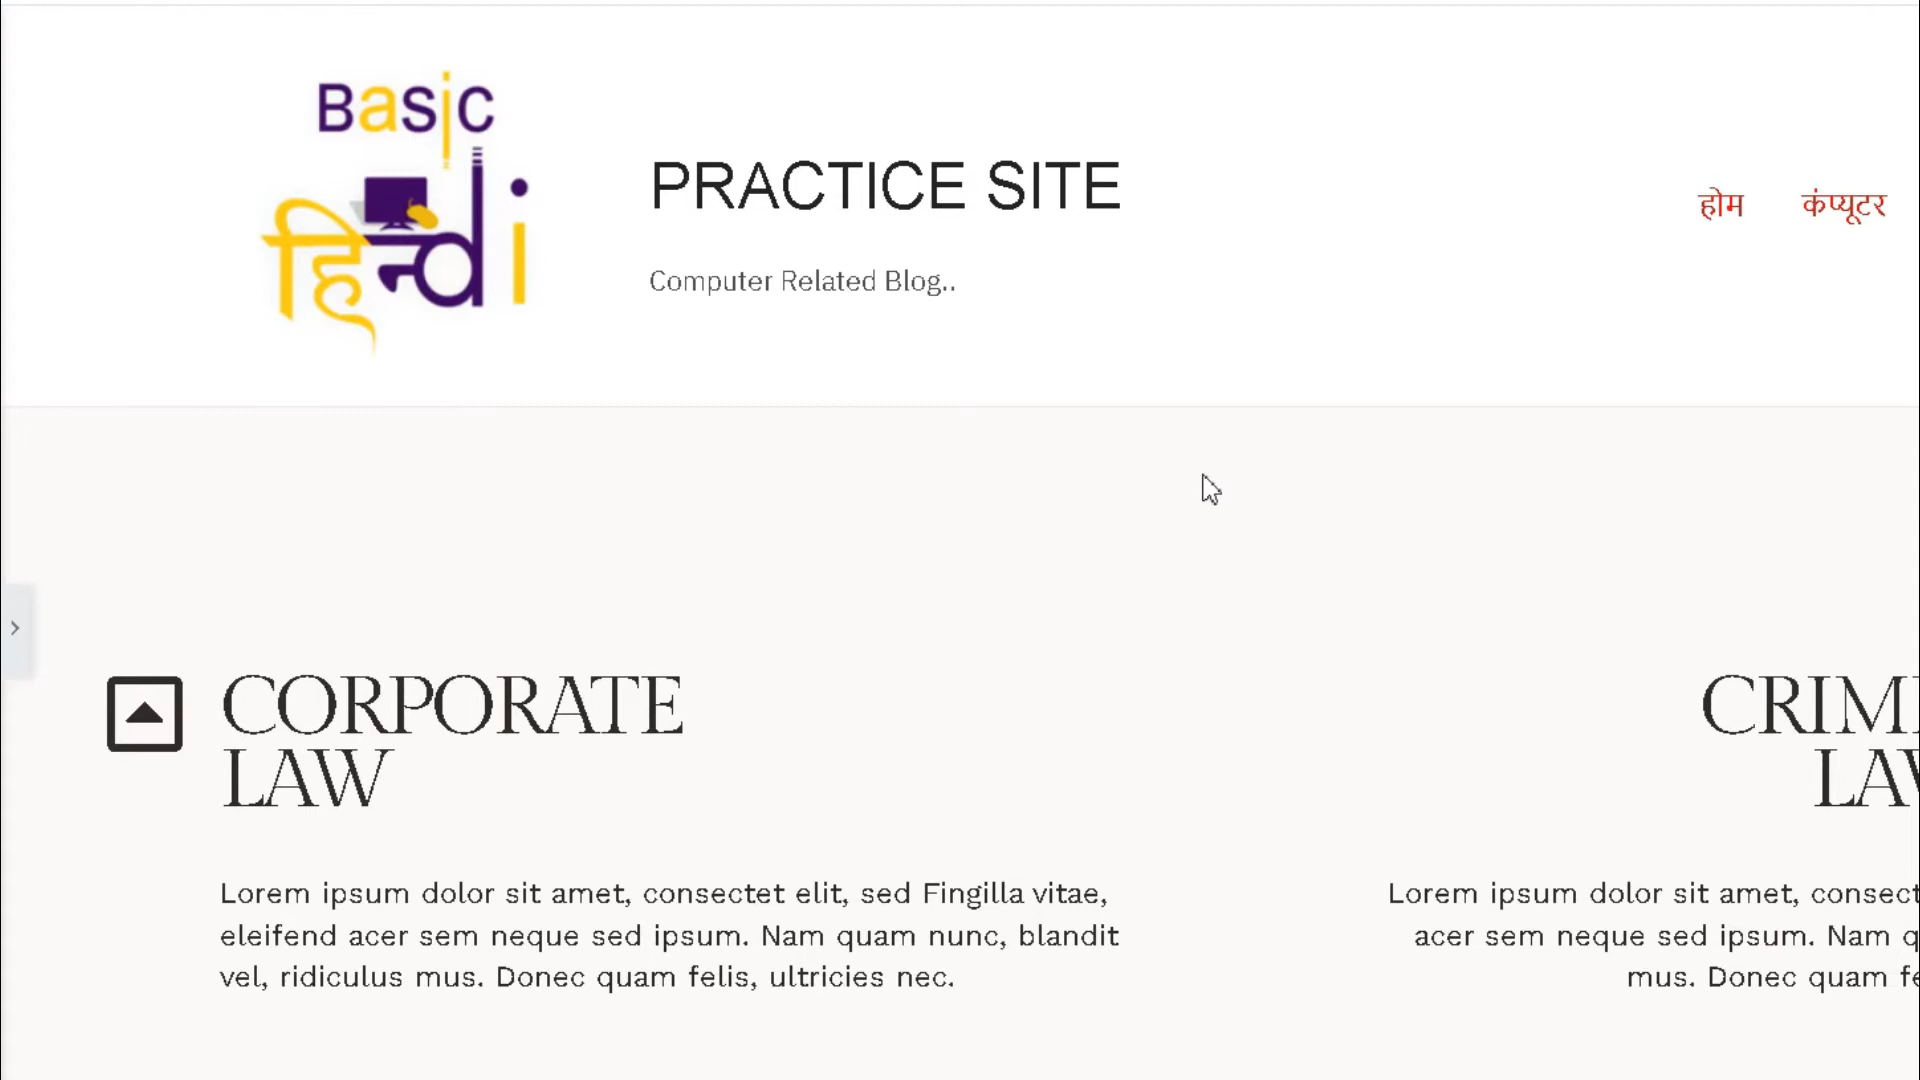 Basic
हिन्दी
PRACTICE SITE
Computer Related Blog..
होम कंप्यूटर
CORPORATE
LAW
Lorem ipsum dolor sit amet, consectet elit, sed Fingilla vitae,
eleifend acer sem neque sed ipsum. Nam quam nunc, blandit
vel, ridiculus mus. Donec quam felis, ultricies nec.
Lorem ipsum dolor sit amet,
acer sem neque sed ipsum. Nam
mus. Donec quam